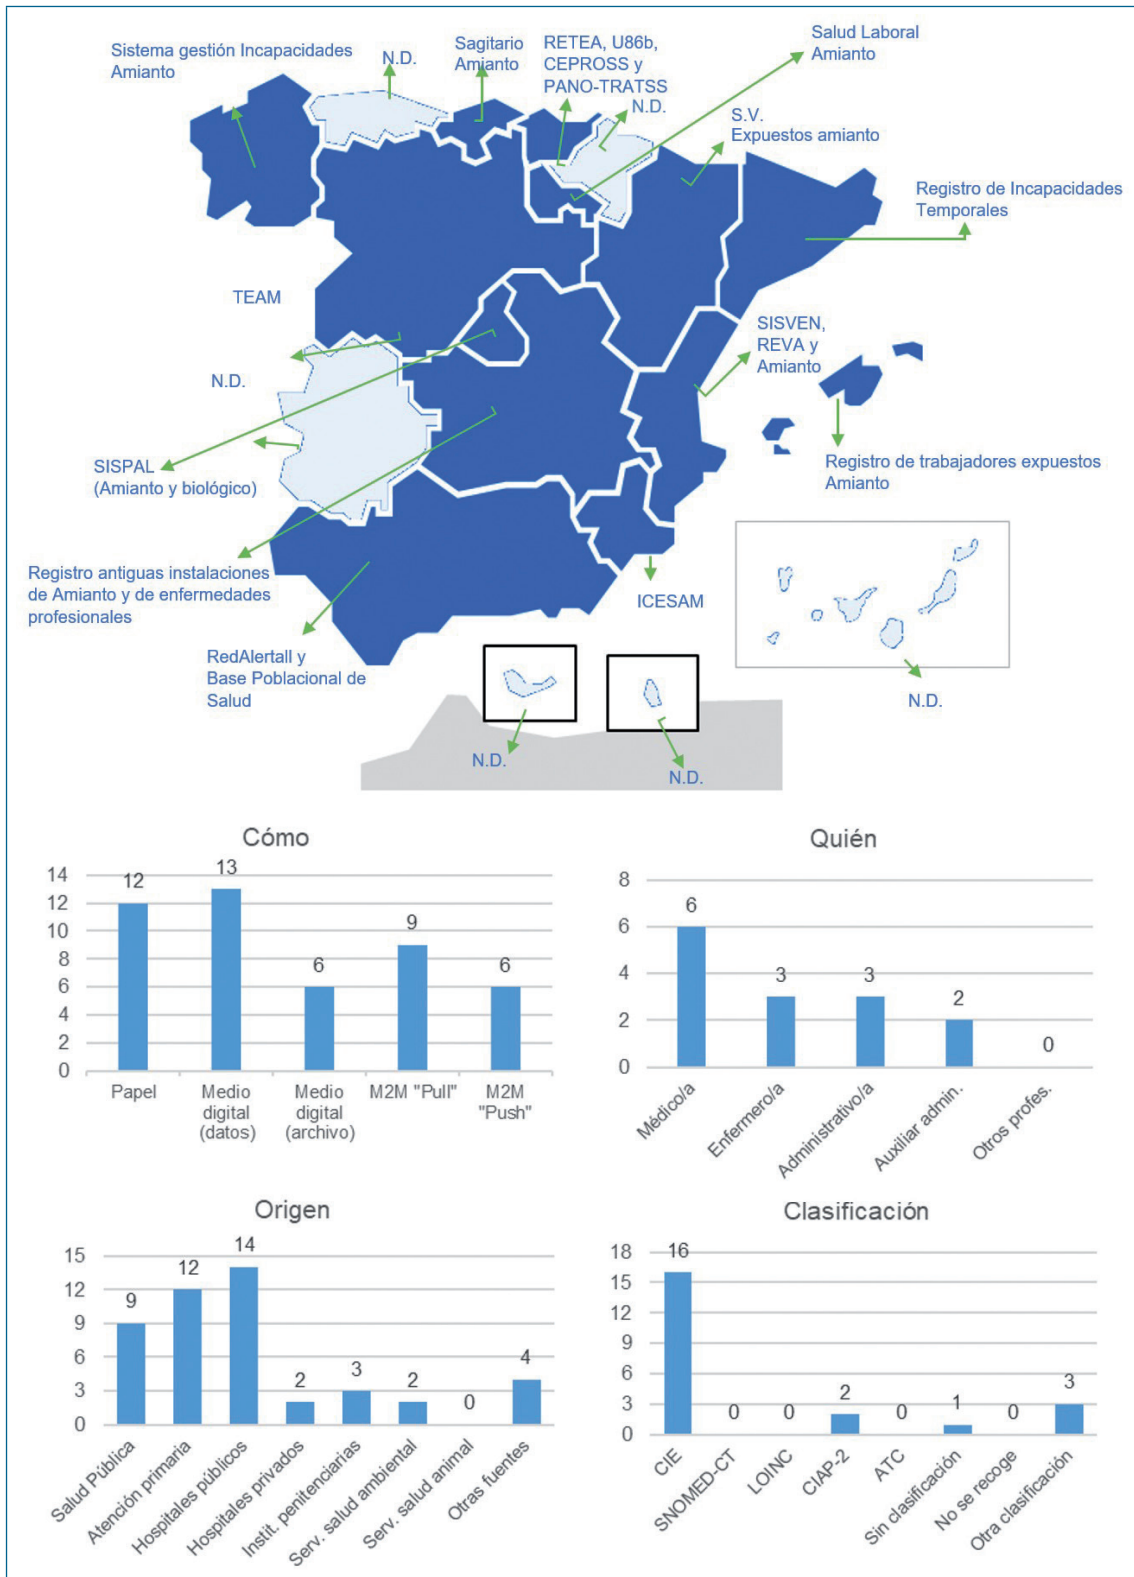 Sistema gestión Incapacidades
Amianto
N.D.
Sagitario
Amianto
RETEA, U86b,
CEPROSS y
PANO-TRATSS
N.D.
Salud Laboral
Amianto
S.V.
Expuestos amianto
Registro de Incapacidades
Temporales
TEAM
N.D.
SISVEN,
REVA y
Amianto
SISPAL
(Amianto y biológico)
Registro de trabajadores expuestos
Amianto
Registro antiguas instalaciones
de Amianto y de enfermedades
profesionales
ICESAM
RedAlertaII y
Base Poblacional de
Salud
N.D.
N.D.
N.D.
Cómo
14
12
10
8
6
4
2
0
12
13
6
9
6
Papel
Medio
digital
(datos)
Medio
digital
(archivo)
M2M "Pull"
M2M
"Push"
Quién
8
6
4
2
0
6
3
3
2
0
Médico/a
Enfermero/a
Administrativo/a
Auxiliar admin.
Otros profes.
Origen
15
12
9
6
3
0
9
12
14
2
3
2
0
4
Salud Pública
Atención primaria
Hospitales públicos
Hospitales privados
Instit. penitenciarias
Serv. salud ambiental
Serv. salud animal
Otras fuentes
Clasificación
18
15
12
9
6
3
0
16
0
0
2
0
1
0
3
CIE
SNOMED-CT
LOINC
CIAP-2
ATC
Sin clasificación
No se recoge
Otra clasificación